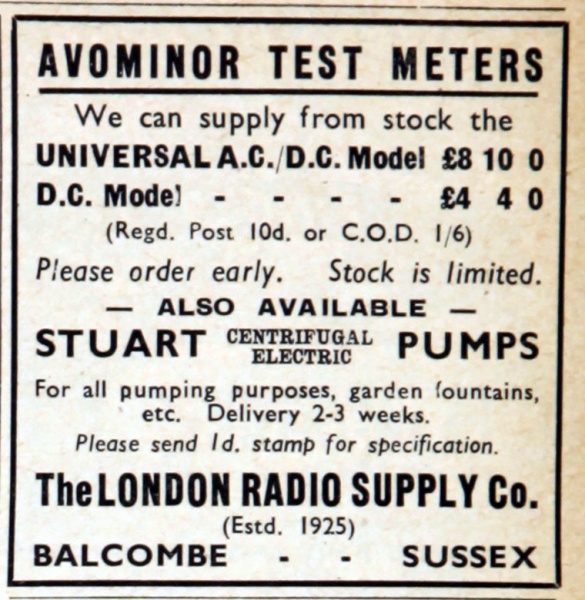 AVOMINOR TEST METERS
We can supply from stock the
UNIVERSAL A.C./D.C. Model £8 10 0
D.C. Model - - - - £4 4 0
(Regd. Post 10d. or C.O.D. 1/6)
Please order early. Stock is limited.
— ALSO AVAILABLE —
STUART CENTRIFUGAL ELECTRIC PUMPS
For all pumping purposes, garden fountains,
etc. Delivery 2-3 weeks.
Please send 1d. stamp for specification.
The LONDON RADIO SUPPLY Co.
(Estd. 1925)
BALCOMBE - - SUSSEX